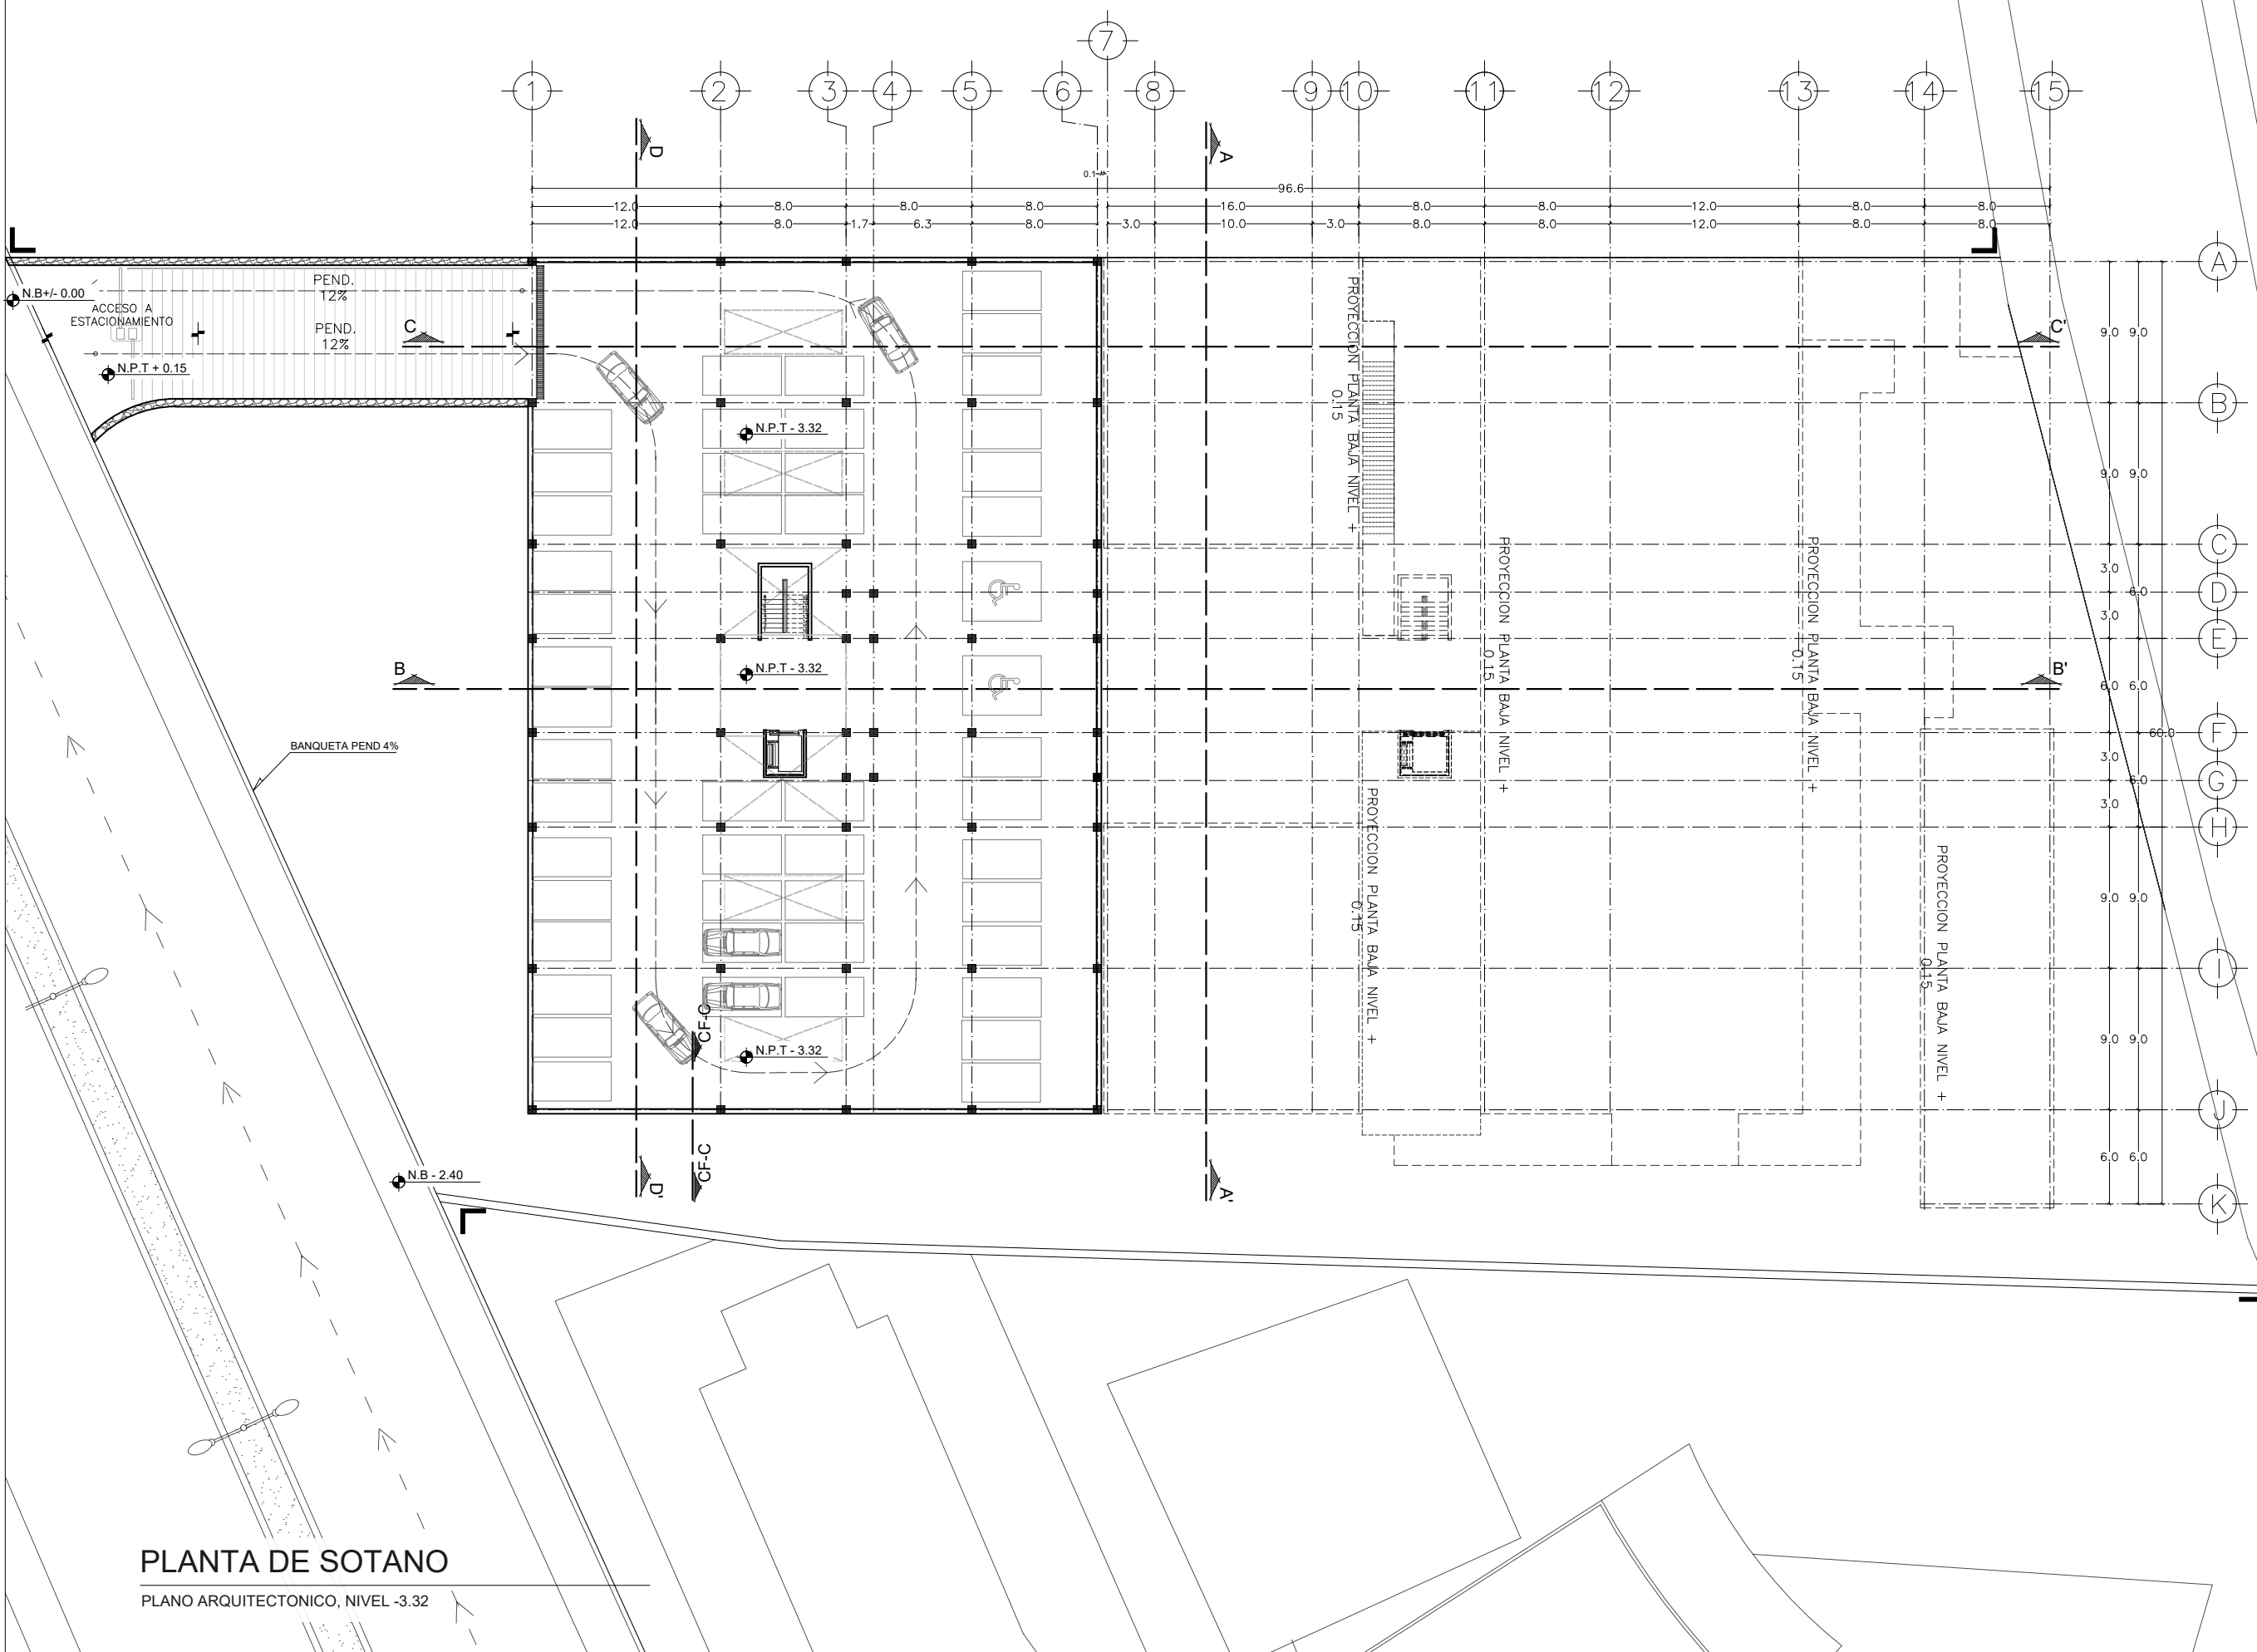 7
1
2
3
4
5
6
8
9
10
11
12
13
14
15
D
A
0.1
96.6
12.0
8.0
8.0
8.0
16.0
8.0
8.0
12.0
8.0
8.0
12.0
8.0
1.7
6.3
8.0
3.0
10.0
3.0
8.0
8.0
12.0
8.0
8.0
A
PEND.
12%
N.B+/- 0.00
ACCESO A
ESTACIONAMIENTO
PEND.
12%
C
C'
9.0
9.0
N.P.T + 0.15
PROYECCION PLANTA BAJA NIVEL +
0.15
B
N.P.T - 3.32
9.0
9.0
C
3.0
D
6.0
3.0
E
PROYECCION PLANTA BAJA NIVEL +
0.15
PROYECCION PLANTA BAJA NIVEL +
0.15
B
N.P.T - 3.32
B'
6.0
6.0
F
60.0
BANQUETA PEND 4%
3.0
6.0
G
3.0
H
PROYECCION PLANTA BAJA NIVEL +
0.15
PROYECCION PLANTA BAJA NIVEL +
0.15
9.0
9.0
I
CF-C
N.P.T - 3.32
9.0
9.0
J
CF-C
N.B - 2.40
D'
A'
6.0
6.0
K
PLANTA DE SOTANO
PLANO ARQUITECTONICO, NIVEL -3.32